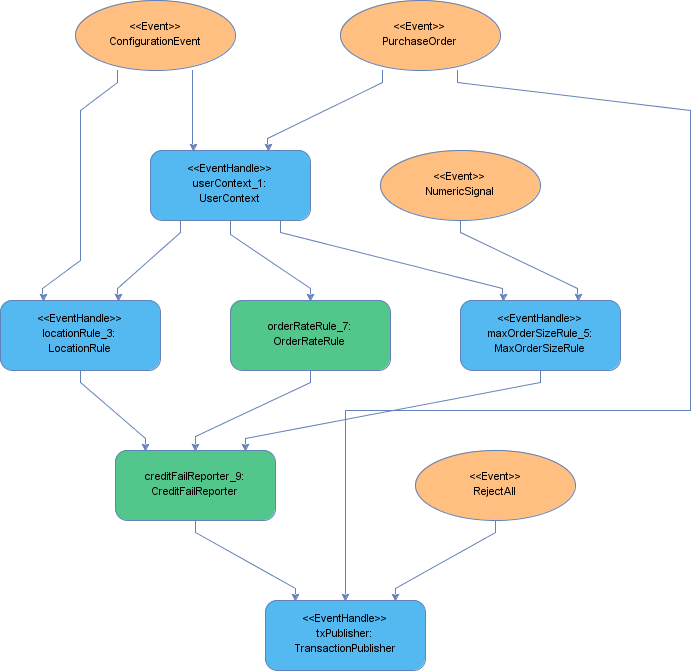 <<Event>>
ConfigurationEvent
<<Event>>
PurchaseOrder
<<EventHandle>>
userContext_1:
UserContext
<<Event>>
NumericSignal
<<EventHandle>>
locationRule_3:
LocationRule
orderRateRule_7:
OrderRateRule
<<EventHandle>>
maxOrderSizeRule_5:
MaxOrderSizeRule
creditFailReporter_9:
CreditFailReporter
<<Event>>
RejectAll
<<EventHandle>>
txPublisher:
TransactionPublisher